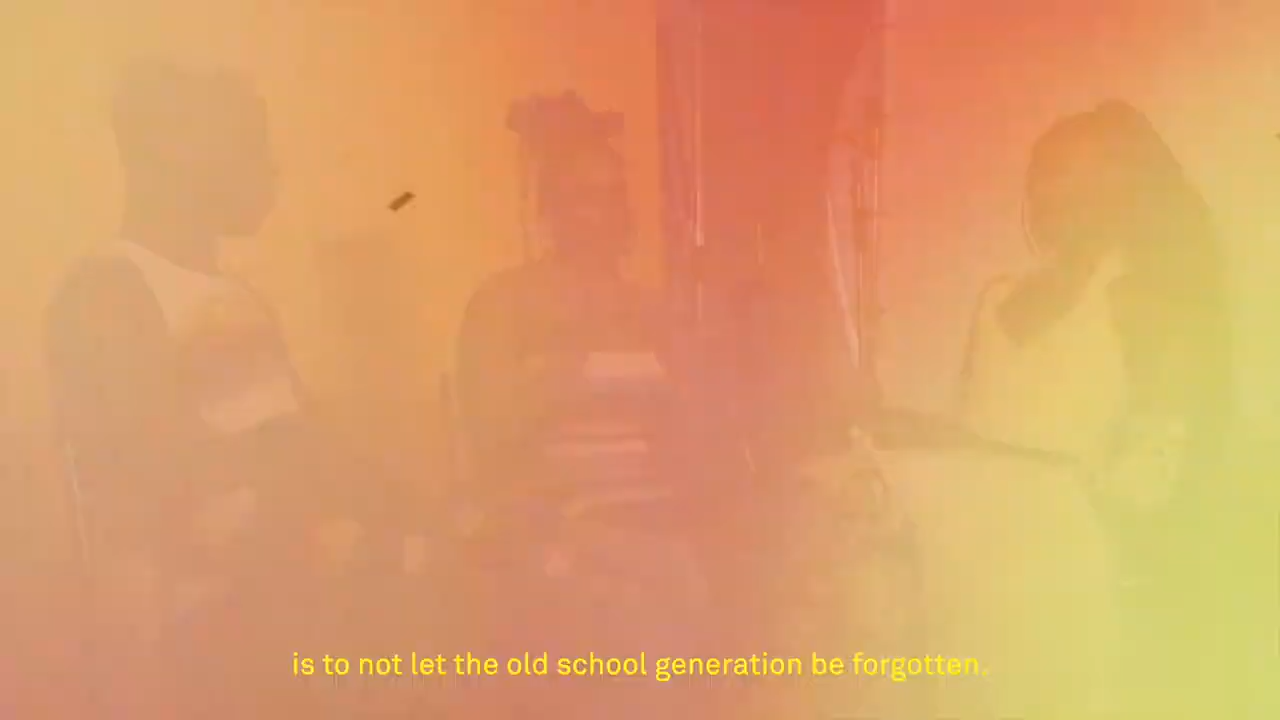 is to not let the old school generation be forgotten.